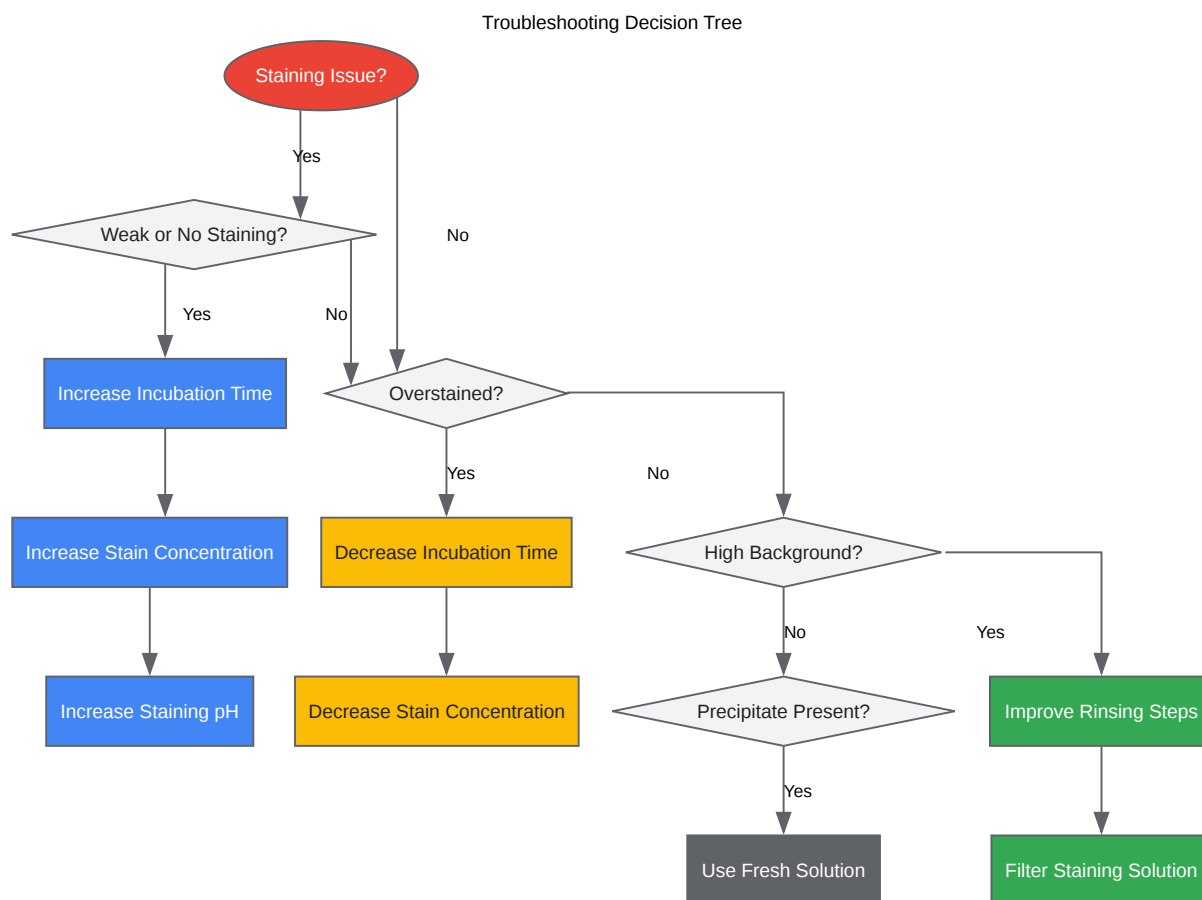 Troubleshooting Decision Tree
Staining Issue?
Yes
Weak or No Staining?
No
Yes
No
Increase Incubation Time
Overstained?
Yes
No
Increase Stain Concentration
Decrease Incubation Time
High Background?
No
Yes
Increase Staining pH
Decrease Stain Concentration
Precipitate Present?
Improve Rinsing Steps
Yes
Use Fresh Solution
Filter Staining Solution